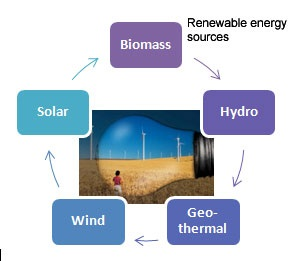 Renewable energy
sources
Biomass
Hydro
Geo-
thermal
Wind
Solar